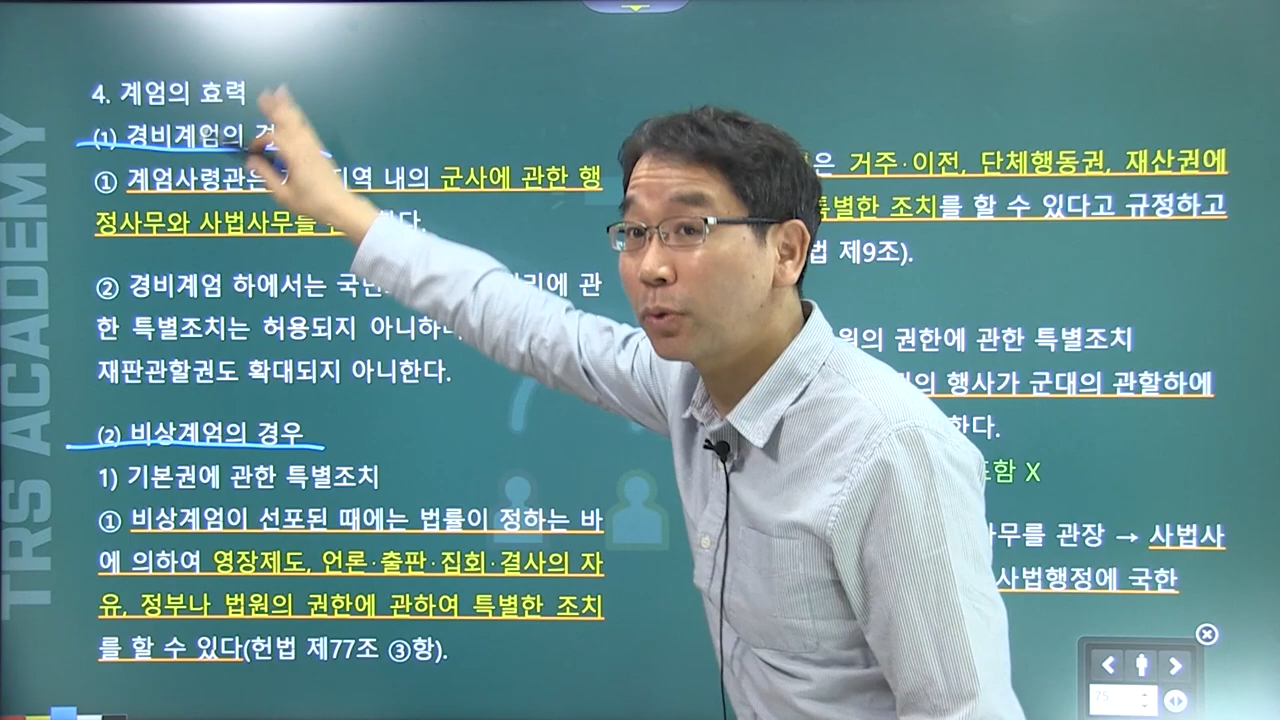 4. 계엄의 효력
(1) 경비계엄의
① 계엄사령관은 지역 내의 군사에 관한 행
정사무와 사법사무를 한다.
② 경비계엄 하에서는 에 관
한 특별조치는 허용되지 아니하
재판관할권도 확대되지 아니한다.
(2) 비상계엄의 경우
1) 기본권에 관한 특별조치
① 비상계엄이 선포된 때에는 법률이 정하는 바
에 의하여 영장제도, 언론·출판·집회·결사의 자
유, 정부나 법원의 권한에 관하여 특별한 조치
를 할 수 있다(헌법 제77조 ③항).
은 거주·이전, 단체행동권, 재산권에
특별한 조치를 할 수 있다고 규정하고
법 제9조).
원의 권한에 관한 특별조치
의 행사가 군대의 관할하에
한다.
포함 X
사무를 관장 → 사법사
사법행정에 국한
TRS ACADEMY
75